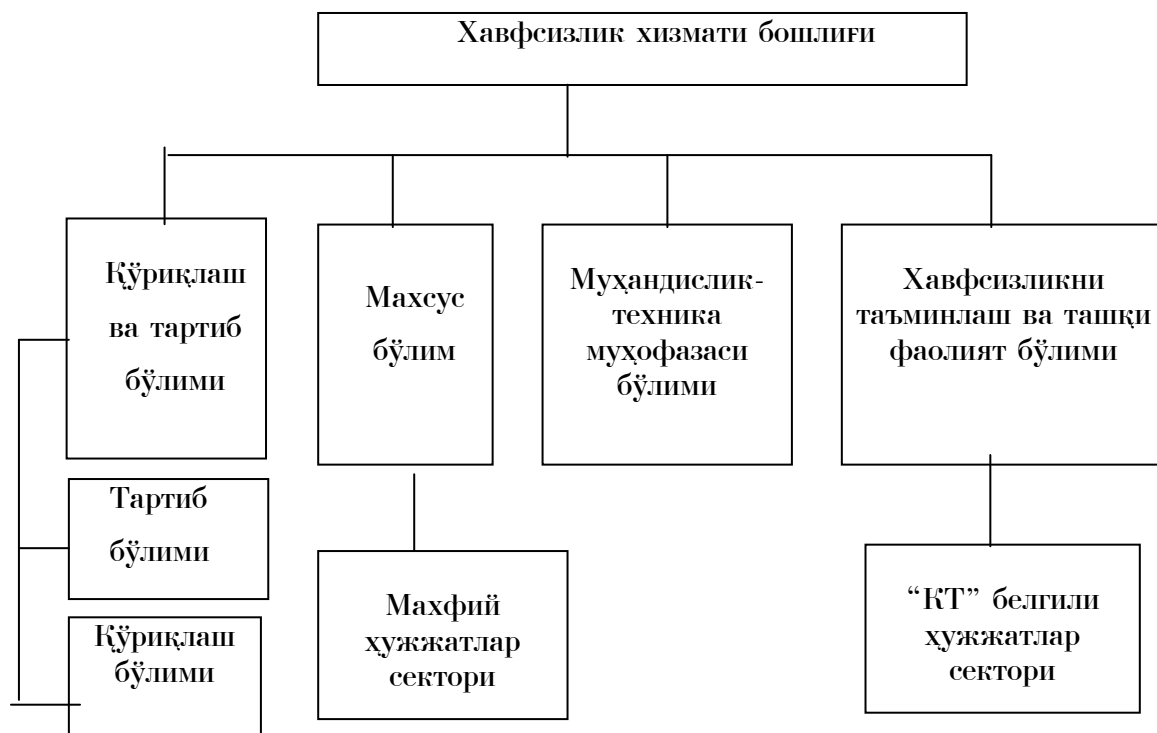 Хавфсизлик хизмати бошлиғи
Қўриқлаш
ва тартиб
бўлими
Махсус
бўлим
Муҳандислик-
техника
муҳофазаси
бўлими
Хавфсизликни
таъминлаш ва ташқи
фаолият бўлими
Тартиб
бўлими
Қўриқлаш
бўлими
Махфий
ҳужжатлар
сектори
“КТ” белгили
ҳужжатлар
сектори